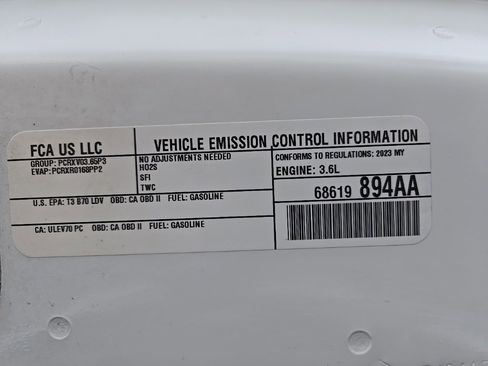 FCA US LLC
VEHICLE EMISSION CONTROL INFORMATION
GROUP: PCRXV03.65P3
EVAP: PCRXR0168PP2
NO ADJUSTMENTS NEEDED
HO2S
SFI
TWC
CONFORMS TO REGULATIONS: 2023 MY
ENGINE: 3.6L
68619 894AA
U.S. EPA: T3 B70 LDV OBD: CA OBD II FUEL: GASOLINE
CA: ULEV70 PC OBD: CA OBD II FUEL: GASOLINE